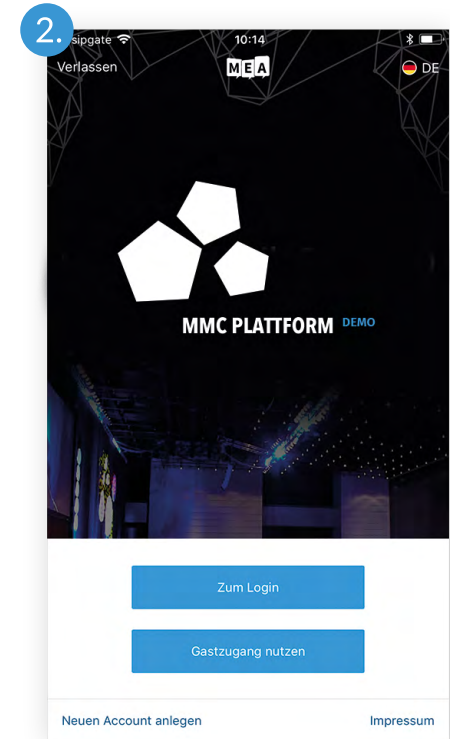 2.
sipgate 10:14
Verlassen MEA DE
MMC PLATTFORM DEMO
Zum Login
Gastzugang nutzen
Neuen Account anlegen Impressum